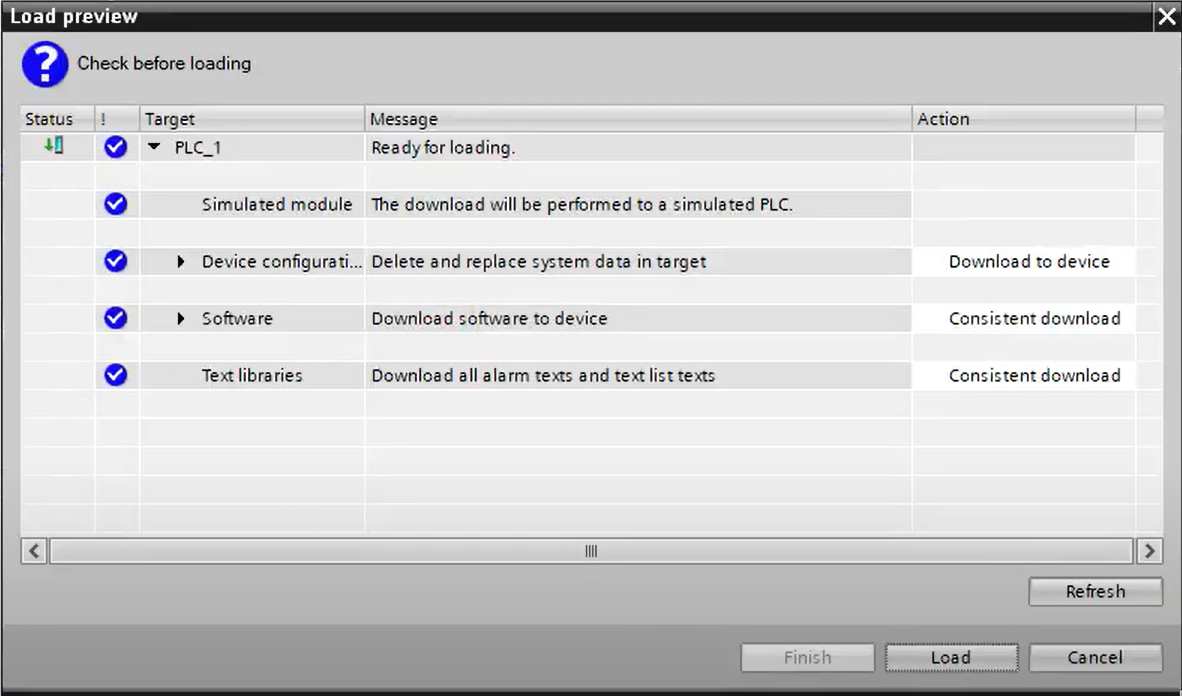 Load preview
Check before loading
Status ! Target Message Action
PLC_1 Ready for loading.
Simulated module The download will be performed to a simulated PLC.
Device configurati... Delete and replace system data in target Download to device
Software Download software to device Consistent download
Text libraries Download all alarm texts and text list texts Consistent download
Refresh
Finish Load Cancel